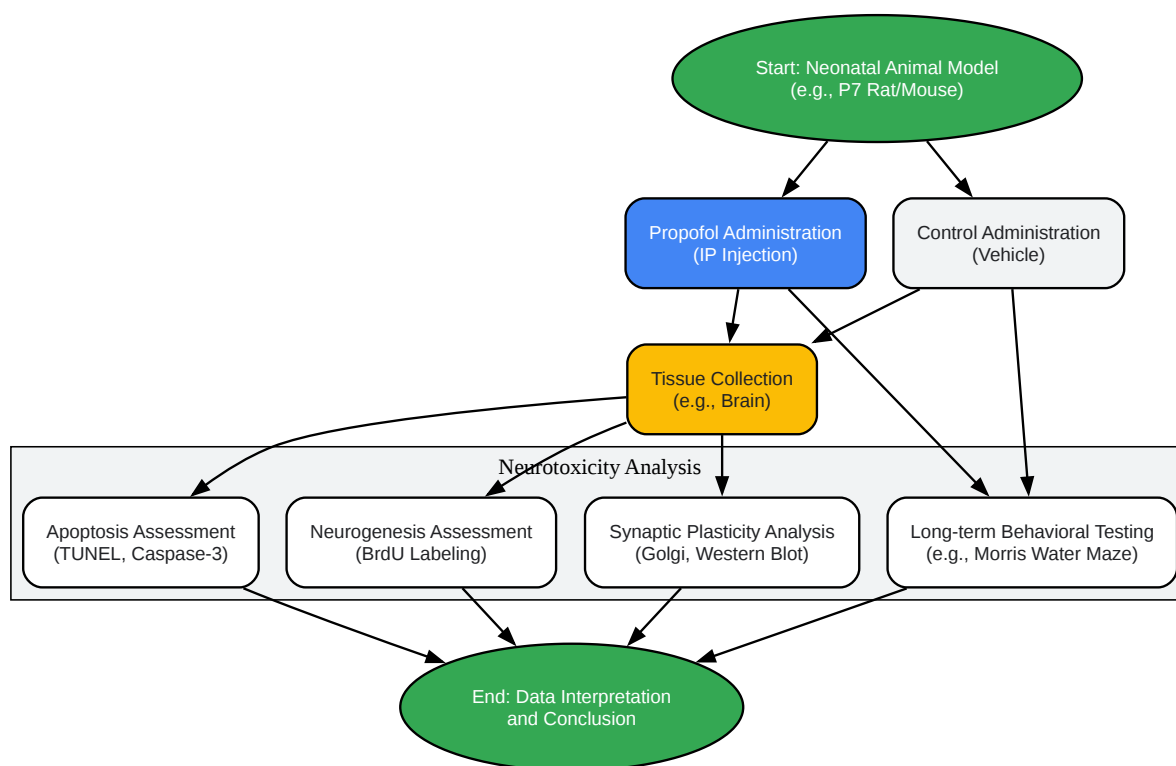 Start: Neonatal Animal Model
(e.g., P7 Rat/Mouse)
Propofol Administration
(IP Injection)
Control Administration
(Vehicle)
Tissue Collection
(e.g., Brain)
Neurotoxicity Analysis
Apoptosis Assessment
(TUNEL, Caspase-3)
Neurogenesis Assessment
(BrdU Labeling)
Synaptic Plasticity Analysis
(Golgi, Western Blot)
Long-term Behavioral Testing
(e.g., Morris Water Maze)
End: Data Interpretation
and Conclusion